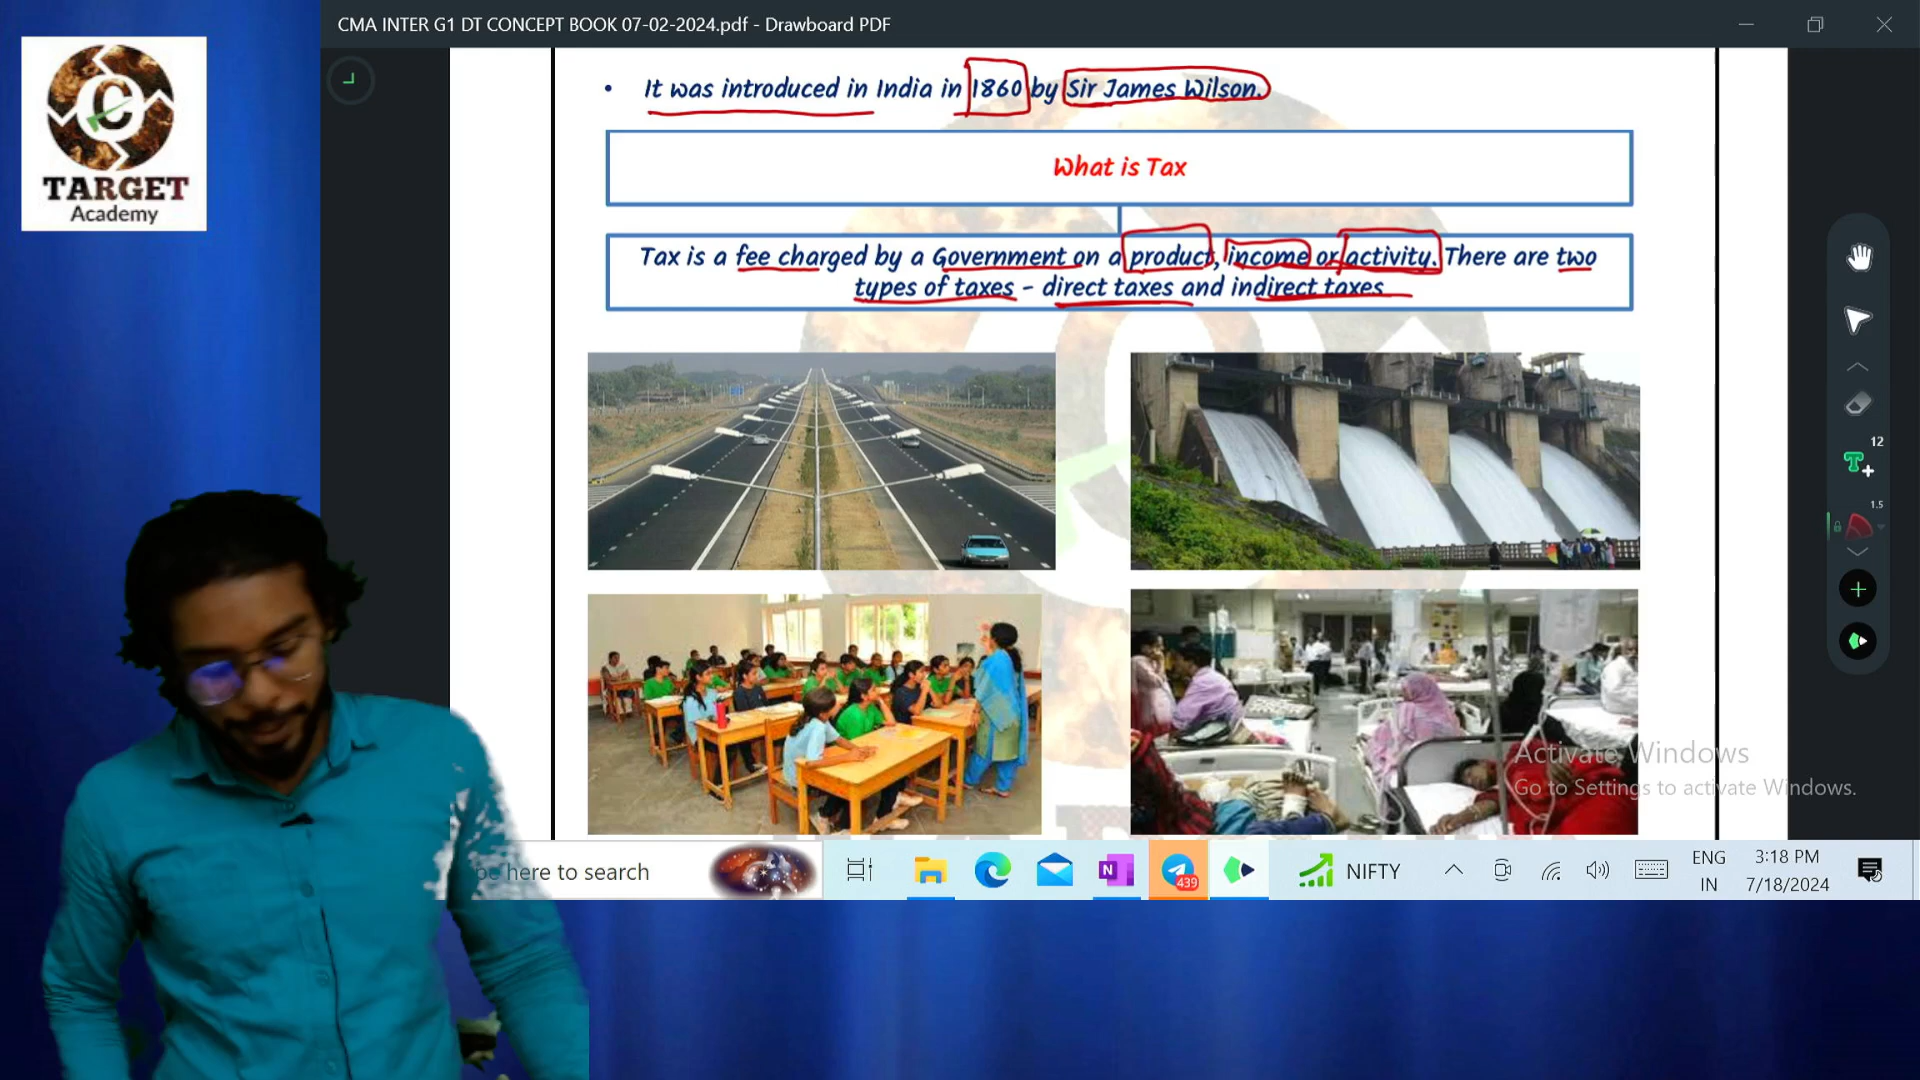 CMA INTER G1 DT CONCEPT BOOK 07-02-2024.pdf - Drawboard PDF
TARGET
Academy
• It was introduced in India in 1860 by Sir James Wilson.
What is Tax
Tax is a fee charged by a Government on a product, income or activity. There are two
types of taxes - direct taxes and indirect taxes
12
1.5
Activate Windows
Go to Settings to activate Windows.
here to search
439
NIFTY
ENG
IN
3:18 PM
7/18/2024